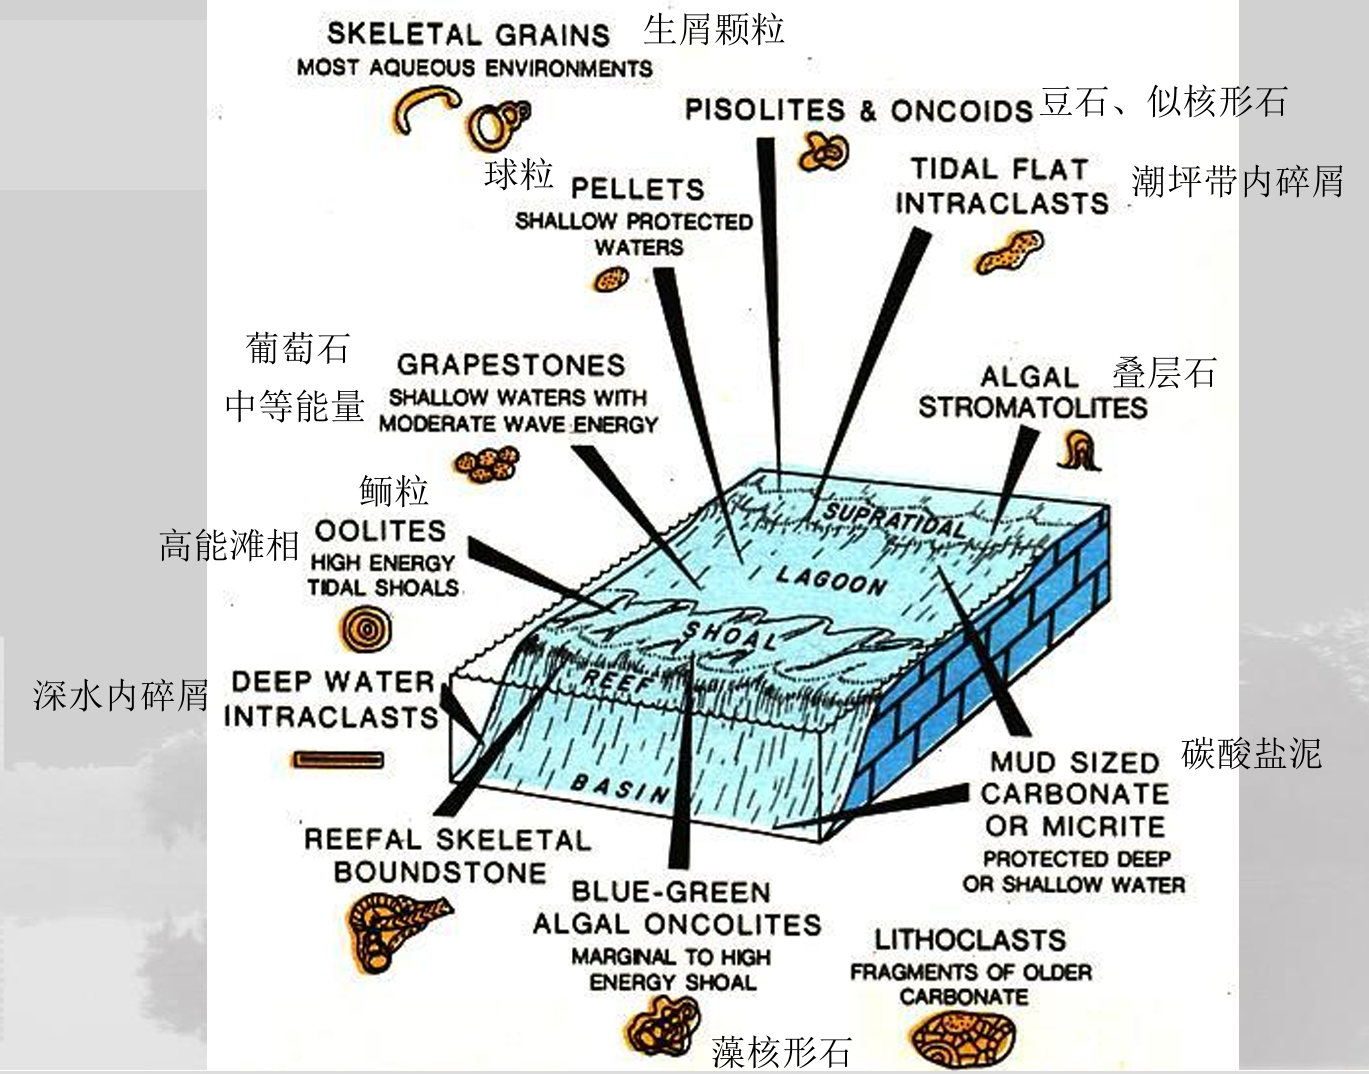 SKELETAL GRAINS 生屑颗粒
MOST AQUEOUS ENVIRONMENTS
PISOLITES & ONCOIDS 豆石、似核形石
球粒 PELLETS
SHALLOW PROTECTED
WATERS
TIDAL FLAT
INTRACLASTS 潮坪带内碎屑
葡萄石
中等能量
GRAPESTONES
SHALLOW WATERS WITH
MODERATE WAVE ENERGY
ALGAL
STROMATOLITES
叠层石
鲕粒
高能滩相
OOLITES
HIGH ENERGY
TIDAL SHOALS
SUPRATIDAL
LAGOON
SHOAL
REEF
BASIN
深水内碎屑
DEEP WATER
INTRACLASTS
REEFAL SKELETAL
BOUNDSTONE
BLUE-GREEN
ALGAL ONCOLITES
MARGINAL TO HIGH
ENERGY SHOAL
藻核形石
MUD SIZED
CARBONATE
OR MICRITE
PROTECTED DEEP
OR SHALLOW WATER
碳酸盐泥
LITHOCLASTS
FRAGMENTS OF OLDER
CARBONATE